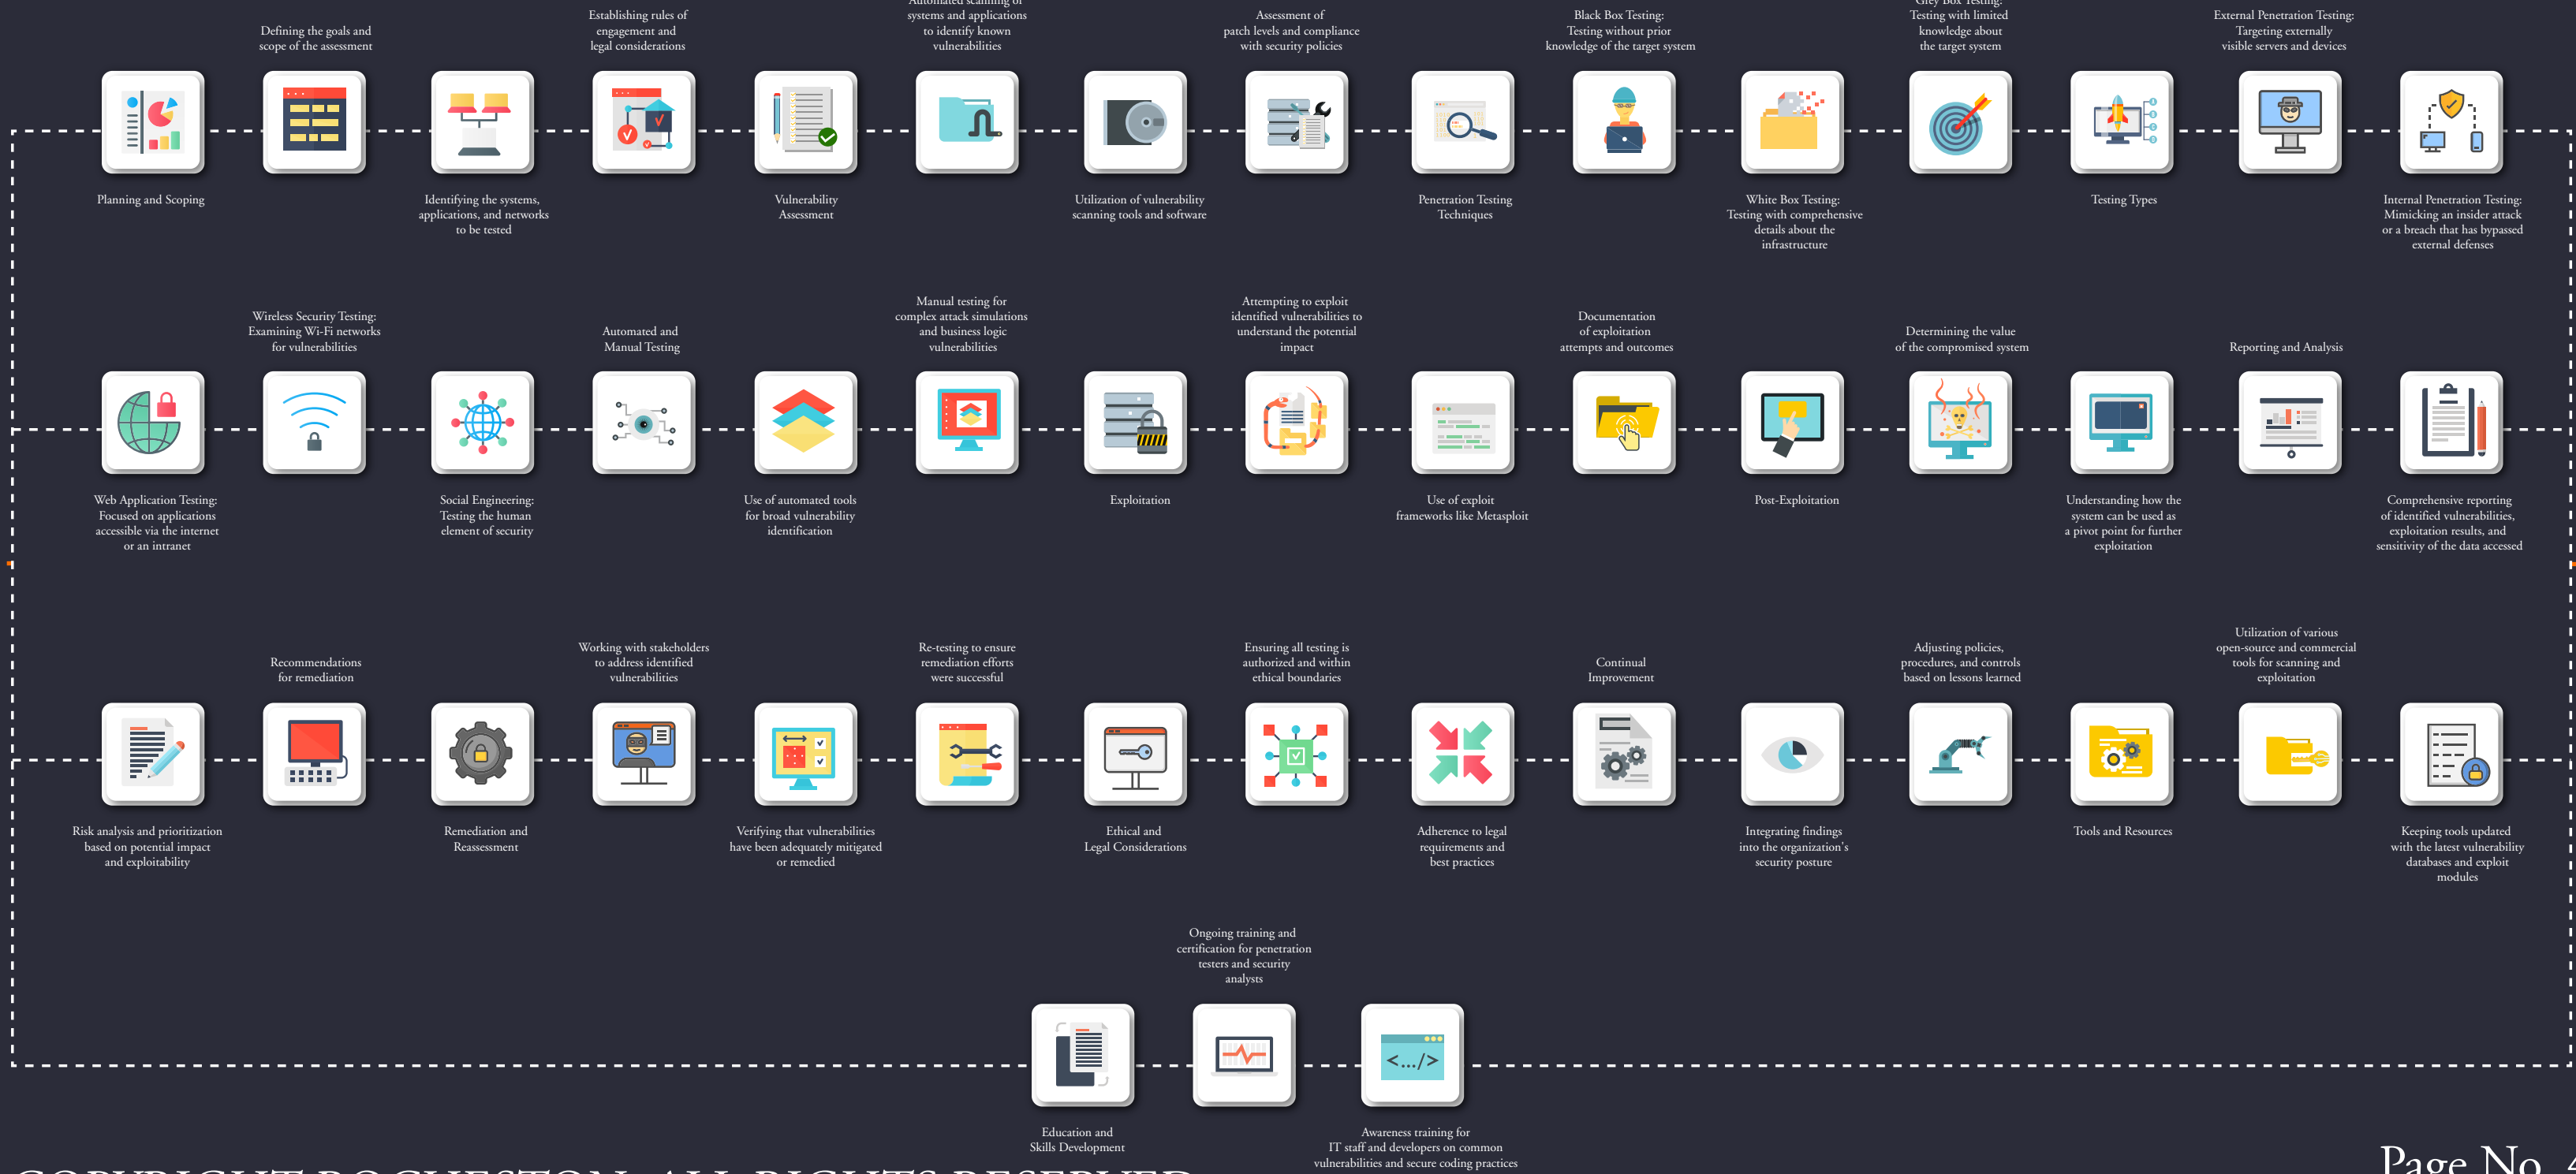 Planning and Scoping
Defining the goals and
scope of the assessment
Identifying the systems,
applications, and networks
to be tested
Establishing rules of
engagement and
legal considerations
Vulnerability
Assessment
Automated scanning of
systems and applications
to identify known
vulnerabilities
Utilization of vulnerability
scanning tools and software
Assessment of
patch levels and compliance
with security policies
Penetration Testing
Techniques
Black Box Testing:
Testing without prior
knowledge of the target system
White Box Testing:
Testing with comprehensive
details about the
infrastructure
Grey Box Testing:
Testing with limited
knowledge about
the target system
Testing Types
External Penetration Testing:
Targeting externally
visible servers and devices
Internal Penetration Testing:
Mimicking an insider attack
or a breach that has bypassed
external defenses
Web Application Testing:
Focused on applications
accessible via the internet
or an intranet
Wireless Security Testing:
Examining Wi-Fi networks
for vulnerabilities
Social Engineering:
Testing the human
element of security
Automated and
Manual Testing
Use of automated tools
for broad vulnerability
identification
Manual testing for
complex attack simulations
and business logic
vulnerabilities
Exploitation
Attempting to exploit
identified vulnerabilities to
understand the potential
impact
Use of exploit
frameworks like Metasploit
Documentation
of exploitation
attempts and outcomes
Post-Exploitation
Determining the value
of the compromised system
Understanding how the
system can be used as
a pivot point for further
exploitation
Reporting and Analysis
Comprehensive reporting
of identified vulnerabilities,
exploitation results, and
sensitivity of the data accessed
Risk analysis and prioritization
based on potential impact
and exploitability
Recommendations
for remediation
Remediation and
Reassessment
Working with stakeholders
to address identified
vulnerabilities
Verifying that vulnerabilities
have been adequately mitigated
or remedied
Re-testing to ensure
remediation efforts
were successful
Ethical and
Legal Considerations
Ensuring all testing is
authorized and within
ethical boundaries
Adherence to legal
requirements and
best practices
Continual
Improvement
Integrating findings
into the organization's
security posture
Adjusting policies,
procedures, and controls
based on lessons learned
Tools and Resources
Utilization of various
open-source and commercial
tools for scanning and
exploitation
Keeping tools updated
with the latest vulnerability
databases and exploit
modules
Education and
Skills Development
Ongoing training and
certification for penetration
testers and security
analysts
<.../>
Awareness training for
IT staff and developers on common
vulnerabilities and secure coding practices
COPYRIGHT ROCHESTON. ALL RIGHTS RESERVED
Page No.